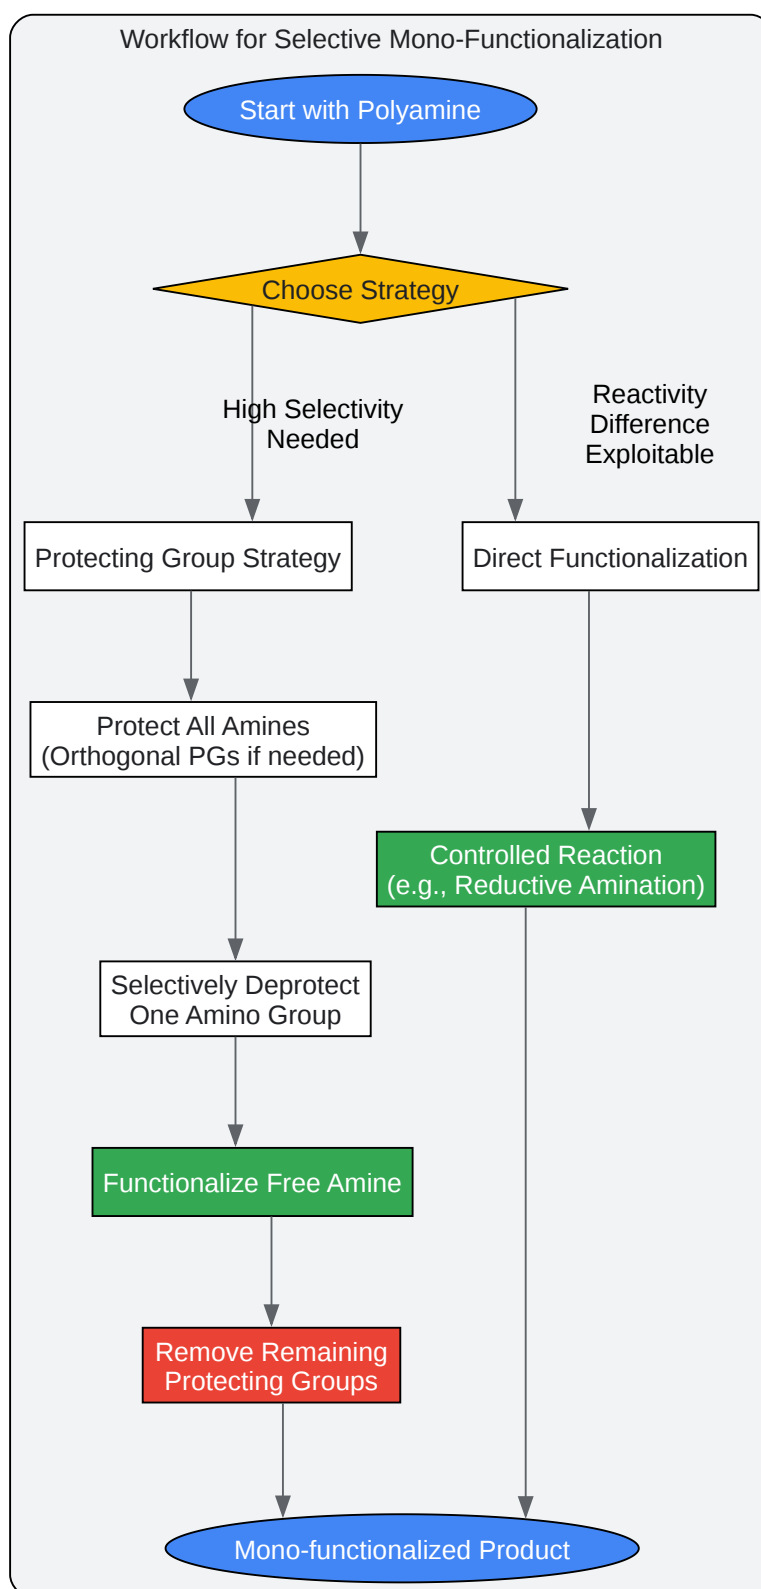 Workflow for Selective Mono-Functionalization
Start with Polyamine
Choose Strategy
High Selectivity
Needed
Reactivity
Difference
Exploitable
Protecting Group Strategy
Direct Functionalization
Protect All Amines
(Orthogonal PGs if needed)
Controlled Reaction
(e.g., Reductive Amination)
Selectively Deprotect
One Amino Group
Functionalize Free Amine
Remove Remaining
Protecting Groups
Mono-functionalized Product